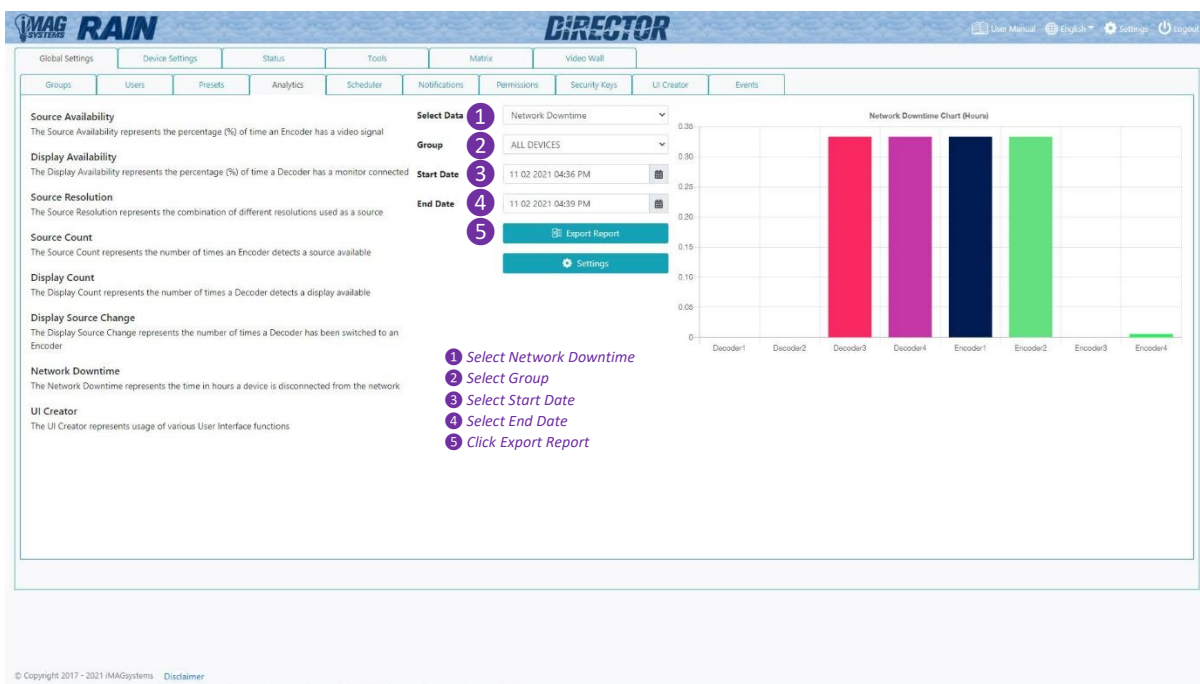 iMAG SYSTEMS RAIN
DiRECTOR
User Manual English Settings Logout
Global Settings Device Settings Status Tools Matrix Video Wall
Groups Users Presets Analytics Scheduler Notifications Permissions Security Keys UI Creator Events
Source Availability
The Source Availability represents the percentage (%) of time an Encoder has a video signal
Display Availability
The Display Availability represents the percentage (%) of time a Decoder has a monitor connected
Source Resolution
The Source Resolution represents the combination of different resolutions used as a source
Source Count
The Source Count represents the number of times an Encoder detects a source available
Display Count
The Display Count represents the number of times a Decoder detects a display available
Display Source Change
The Display Source Change represents the number of times a Decoder has been switched to an
Encoder
Network Downtime
The Network Downtime represents the time in hours a device is disconnected from the network
UI Creator
The UI Creator represents usage of various User Interface functions
Select Data 1 Network Downtime
Group 2 ALL DEVICES
Start Date 3 11 02 2021 04:36 PM
End Date 4 11 02 2021 04:39 PM
5 Export Report
Settings
1 Select Network Downtime
2 Select Group
3 Select Start Date
4 Select End Date
5 Click Export Report
Network Downtime Chart (Hours)
0.35
0.30
0.25
0.20
0.15
0.10
0.05
0
Decoder1 Decoder2 Decoder3 Decoder4 Encoder1 Encoder2 Encoder3 Encoder4
© Copyright 2017 - 2021 iMAGsystems Disclaimer